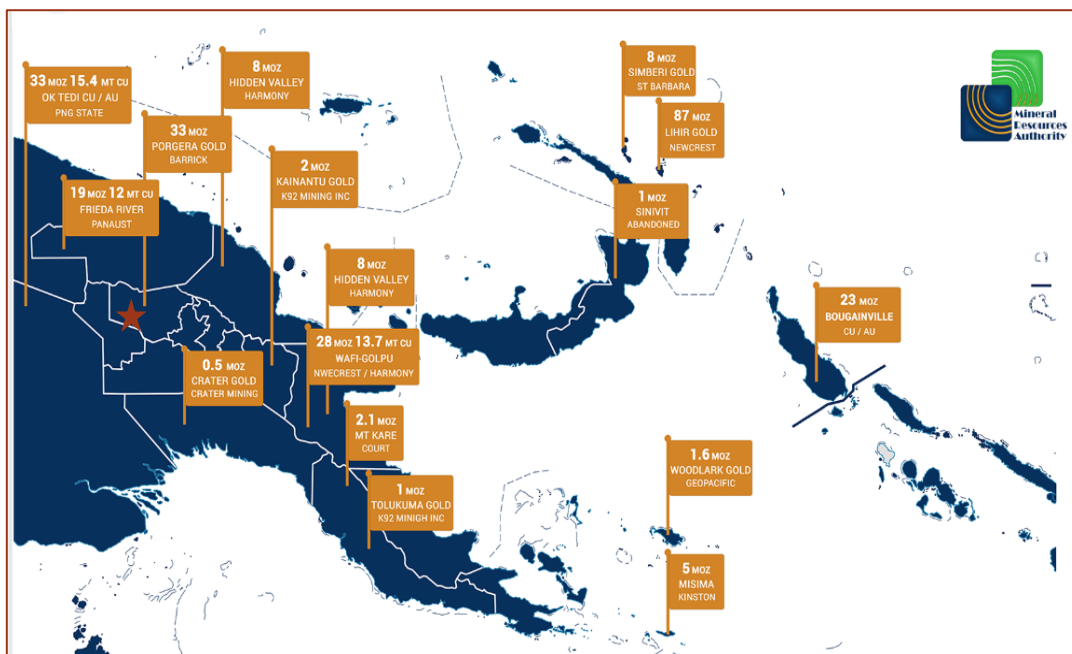 33 MOZ 15.4 MT CU
OK TEDI CU / AU
PNG STATE
8 MOZ
HIDDEN VALLEY
HARMONY
33 MOZ
PORGERA GOLD
BARRICK
19 MOZ 12 MT CU
FRIEDA RIVER
PANAUST
2 MOZ
KAINANTU GOLD
K92 MINING INC
8 MOZ
SIMBERI GOLD
ST BARBARA
87 MOZ
LIHIR GOLD
NEWCREST
Mineral
Resources
Authority
1 MOZ
SINIVIT
ABANDONED
8 MOZ
HIDDEN VALLEY
HARMONY
23 MOZ
BOUGAINVILLE
CU / AU
28 MOZ 13.7 MT CU
WAFI-GOLPU
NWECREST / HARMONY
0.5 MOZ
CRATER GOLD
CRATER MINING
2.1 MOZ
MT KARE
COURT
1 MOZ
TOLUKUMA GOLD
K92 MINIGH INC
1.6 MOZ
WOODLARK GOLD
GEOPACIFIC
5 MOZ
MISIMA
KINSTON